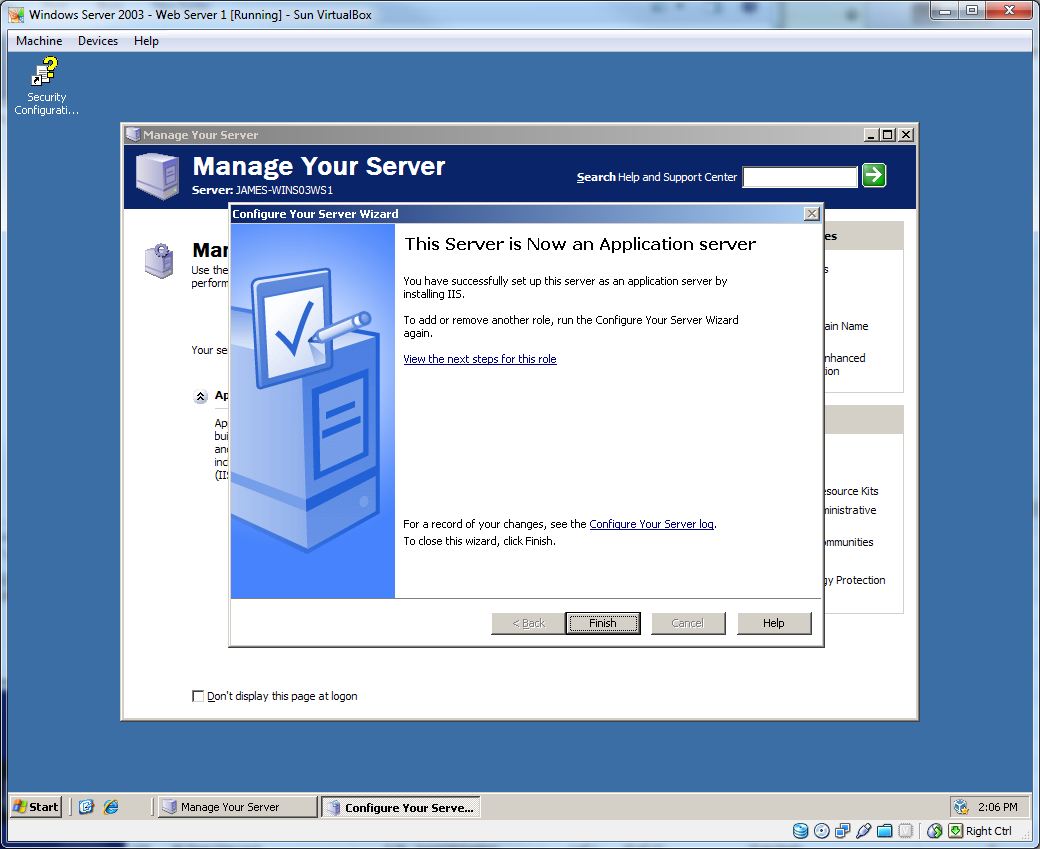 Windows Server 2003 - Web Server 1 [Running] - Sun VirtualBox
Machine Devices Help
Security
Configurati...
Manage Your Server
Manage Your Server
Server: JAMES-WINS03WS1
Search Help and Support Center
Configure Your Server Wizard
This Server is Now an Application server
You have successfully set up this server as an application server by
installing IIS.
To add or remove another role, run the Configure Your Server Wizard
again.
View the next steps for this role
For a record of your changes, see the Configure Your Server log.
To close this wizard, click Finish.
< Back Finish Cancel Help
Mar
Use the
perform
Your se
Ap
Ap
bui
and
inc
(IIS
es
s
ain Name
nhanced
ion
source Kits
ministrative
mmunities
gy Protection
Don't display this page at logon
Start Manage Your Server Configure Your Serve... 2:06 PM
Right Ctrl